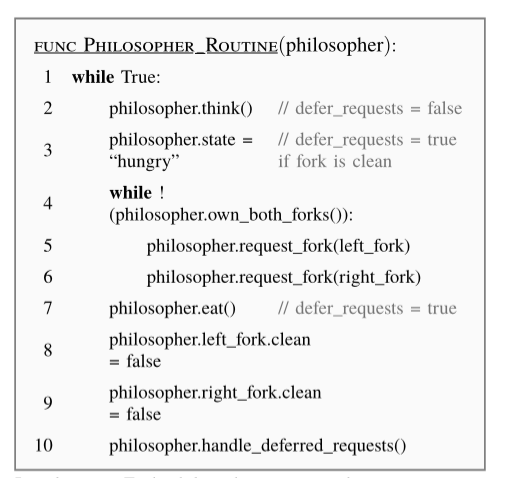 FUNC PHILOSOPHER_ROUTINE(philosopher):
1 while True:
2 philosopher.think() // defer_requests = false
3 philosopher.state = // defer_requests = true
“hungry” if fork is clean
4 while !
(philosopher.own_both_forks()):
5 philosopher.request_fork(left_fork)
6 philosopher.request_fork(right_fork)
7 philosopher.eat() // defer_requests = true
8 philosopher.left_fork.clean
= false
9 philosopher.right_fork.clean
= false
10 philosopher.handle_deferred_requests()